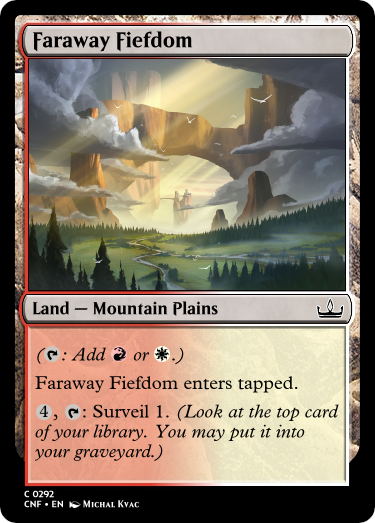 Faraway Fiefdom
Land — Mountain Plains
(: Add or .)
Faraway Fiefdom enters tapped.
4, : Surveil 1. (Look at the top card
of your library. You may put it into
your graveyard.)
C 0292
CNF • EN Michal Kvac